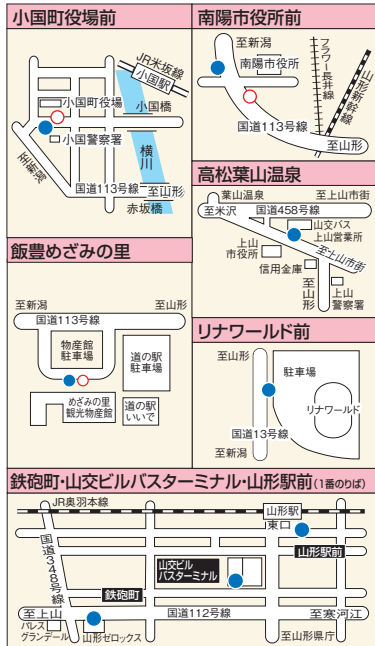 小国町役場前
JR米坂線
小国駅
小国町役場
小国橋
小国警察署
横川
至新潟
国道113号線
至山形
赤坂橋
南陽市役所前
至新潟
南陽市役所
フラワー長井線
山形新幹線
国道113号線
至山形
高松葉山温泉
葉山温泉
至上山市街
至米沢
国道458号線
山交バス
上山営業所
上山
市役所
至上山市街
信用金庫
至山形
上山
警察署
飯豊めざみの里
至新潟
至山形
国道113号線
物産館
駐車場
道の駅
駐車場
めざみの里
観光物産館
道の駅
いいで
リナワールド前
至山形
駐車場
リナワールド
国道13号線
至新潟
鉄砲町・山交ビルバスターミナル・山形駅前(1番のりば)
JR奥羽本線
山形駅
東口
国道348号線
山形駅前
山交ビル
バスターミナル
鉄砲町
至上山
国道112号線
至寒河江
パレス
グランデール
山形ゼロックス
至山形県庁